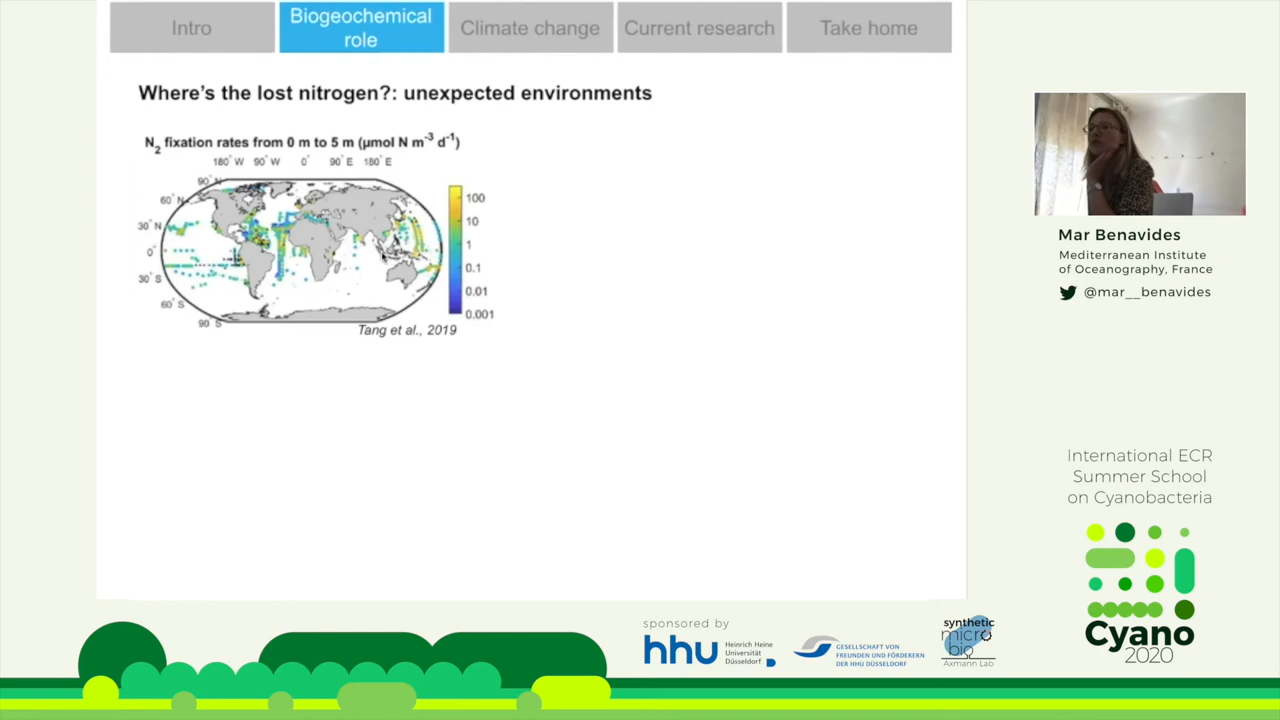 Intro
Biogeochemical
role
Climate change
Current research
Take home
Where's the lost nitrogen?: unexpected environments
N2 fixation rates from 0 m to 5 m (µmol N m-3 d-1)
180° W 90° W 0° 90° E 180° E
90° N
60° N
30° N
0°
30° S
60° S
90° S
100
10
1
0.1
0.01
0.001
Tang et al., 2019
Mar Benavides
Mediterranean Institute
of Oceanography, France
@mar__benavides
International ECR
Summer School
on Cyanobacteria
Cyano
2020
sponsored by
hhu Heinrich Heine
Universität
Düsseldorf
GESELLSCHAFT VON
FREUNDEN UND FÖRDERERN
DER HHU DÜSSELDORF
synthetic
micro
bio
Axmann Lab